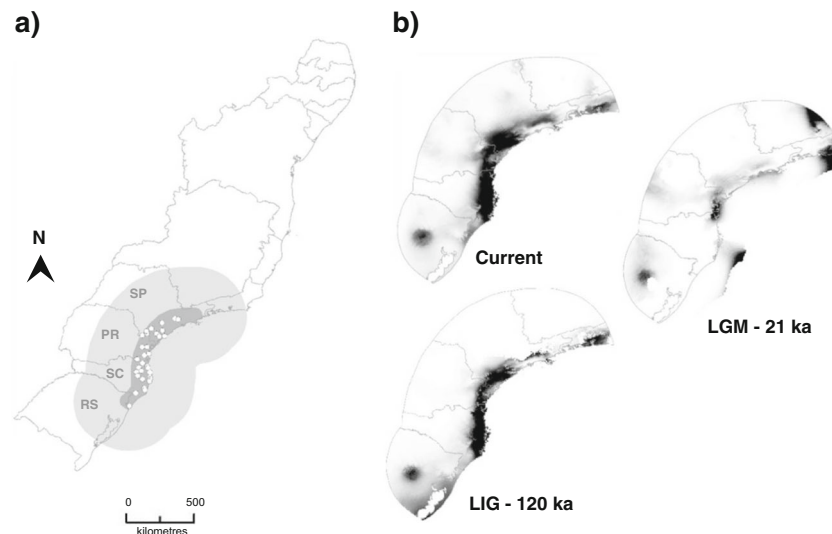 a)
N
SP
PR
SC
RS
0 500
kilometres
b)
Current
LGM - 21 ka
LIG - 120 ka